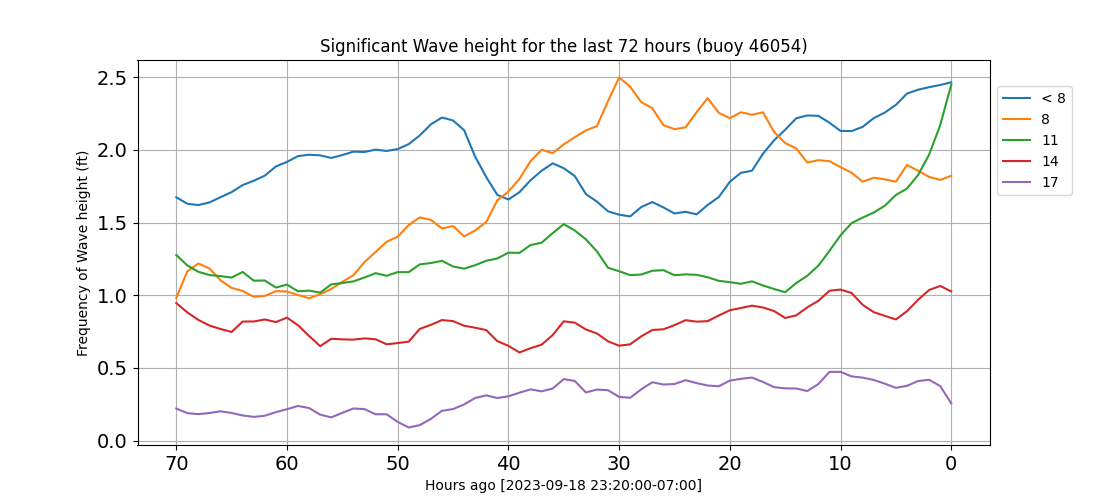 Significant Wave height for the last 72 hours (buoy 46054)
Frequency of Wave height (ft)
2.5
2.0
1.5
1.0
0.5
0.0
70 60 50 40 30 20 10 0
Hours ago [2023-09-18 23:20:00-07:00]
< 8
8
11
14
17